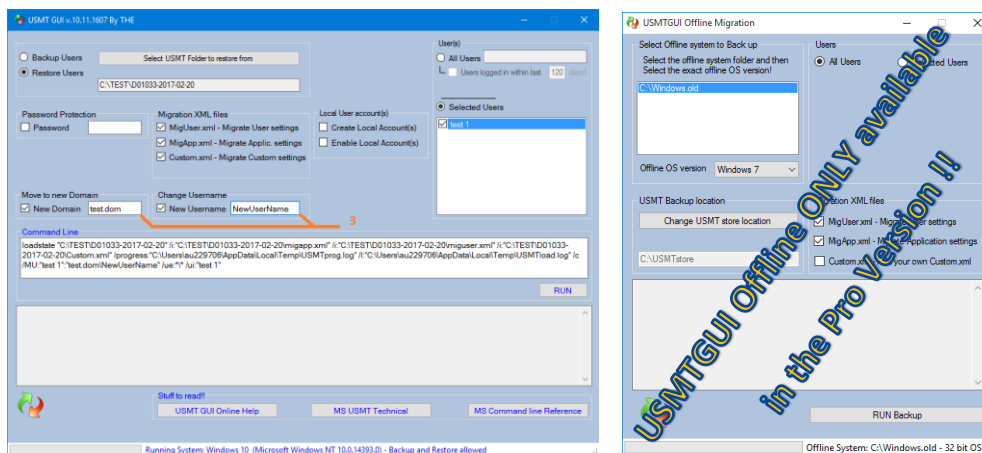 USMT GUI v.10.11.1607 By THE
Backup Users
Restore Users
Select USMT Folder to restore from
C:\TEST\D01033-2017-02-20
User(s)
All Users
Users logged in within last 120 days!
Selected Users
test 1
Password Protection
Password
Migration XML files
MigUser.xml - Migrate User settings
MigApp.xml - Migrate Applic. settings
Custom.xml - Migrate Custom settings
Local User account(s)
Create Local Account(s)
Enable Local Account(s)
Move to new Domain
New Domain test.dom
Change Username
New Username NewUserName
3
Command Line
loadstate "C:\TEST\D01033-2017-02-20" /i:"C:\TEST\D01033-2017-02-20\migapp.xml" /i:"C:\TEST\D01033-2017-02-20\miguser.xml" /i:"C:\TEST\D01033-
2017-02-20\Custom.xml" /progress:"C:\Users\au229706\AppData\Local\Temp\USMTprog.log" /l:"C:\Users\au229706\AppData\Local\Temp\USMTload.log" /c
/MU:"test 1":"test.dom\NewUserName" /ue:"*\*" /ui:"test 1"
RUN
Stuff to read!!
USMT GUI Online Help
MS USMT Technical
MS Command line Reference
Running System: Windows 10 (Microsoft Windows NT 10.0.14393.0) - Backup and Restore allowed
USMTGUI Offline Migration
Select Offline system to Back up
Select the offline system folder and then
Select the exact offline OS version!
C:\Windows.old
Offline OS version Windows 7
Users
All Users
Users
USMT Backup location
Change USMT store location
C:\USMTstore
XML files
MigUser.xml - settings
MigApp.xml - Application settings
your own Custom.xml
USMTGUI Offline ONLY available
in the Pro Version !!
RUN Backup
Offline System: C:\Windows.old - 32 bit OS